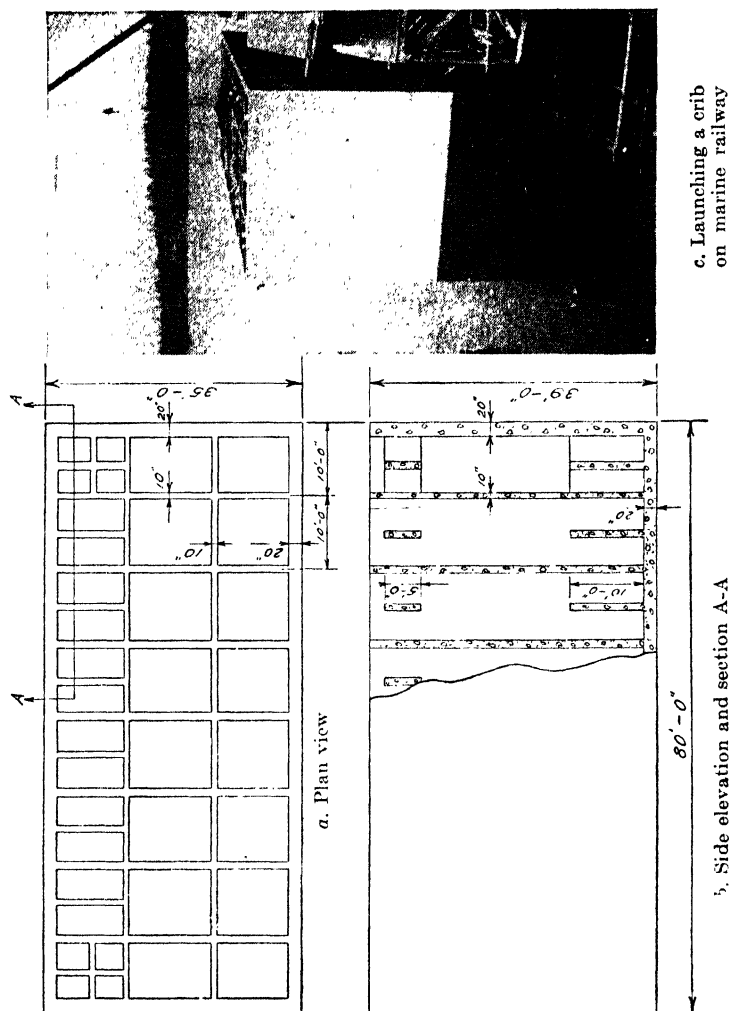 A
A
35'-0"
20"
10"
10'-0"
10'-0"
10"
20"
a. Plan view
39'-0"
20"
10"
20"
5'-0"
10'-0"
80'-0"
b. Side elevation and section A-A
c. Launching a crib
on marine railway